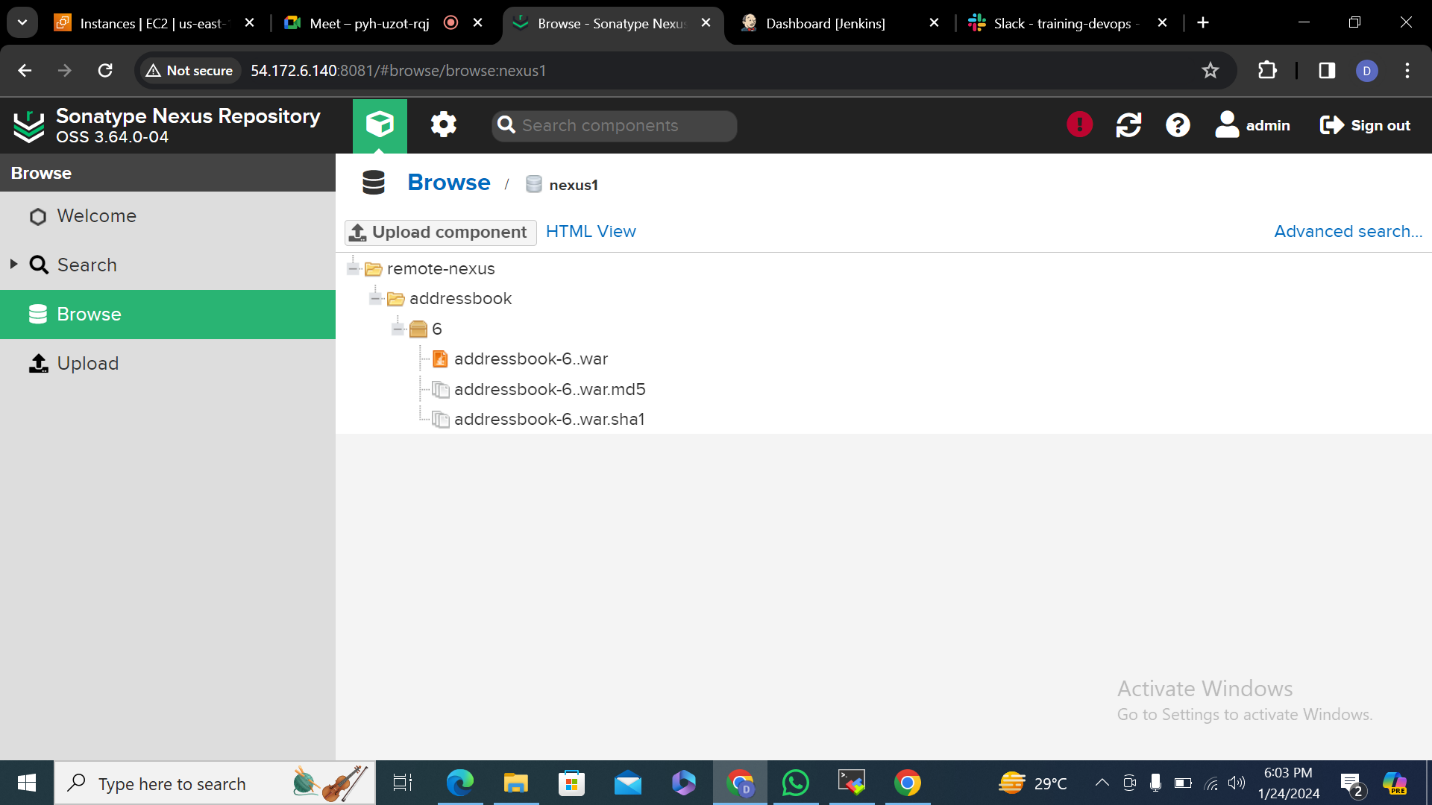 Instances | EC2 | us-east-
Meet – pyh-uzot-rqj
Browse - Sonatype Nexus
Dashboard [Jenkins]
Slack - training-devops -
Not secure
54.172.6.140:8081/#browse/browse:nexus1
D
Sonatype Nexus Repository
OSS 3.64.0-04
Search components
admin
Sign out
Browse
Welcome
Search
Browse
Upload
Browse / nexus1
Upload component
HTML View
Advanced search...
remote-nexus
addressbook
6
addressbook-6..war
addressbook-6..war.md5
addressbook-6..war.sha1
Activate Windows
Go to Settings to activate Windows.
Type here to search
D
29°C
6:03 PM
1/24/2024
2
PRE